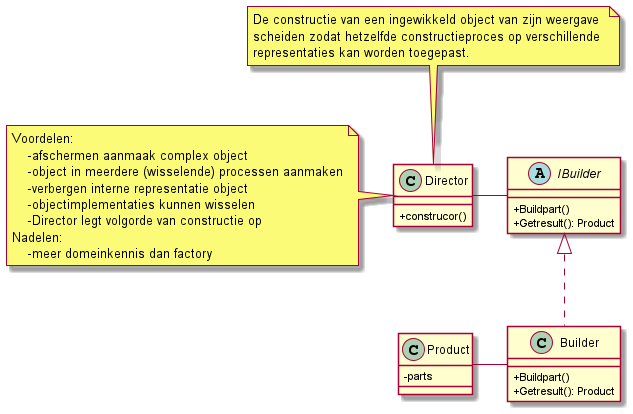 De constructie van een ingewikkeld object van zijn weergave
scheiden zodat hetzelfde constructieproces op verschillende
representaties kan worden toegepast.
Voordelen:
-afschermen aanmaak complex object
-object in meerdere (wisselende) processen aanmaken
-verbergen interne representatie object
-objectimplementaties kunnen wisselen
-Director legt volgorde van constructie op
Nadelen:
-meer domeinkennis dan factory
C Director
+construcor()
A IBuilder
+Buildpart()
+Getresult(): Product
C Product
-parts
C Builder
+Buildpart()
+Getresult(): Product